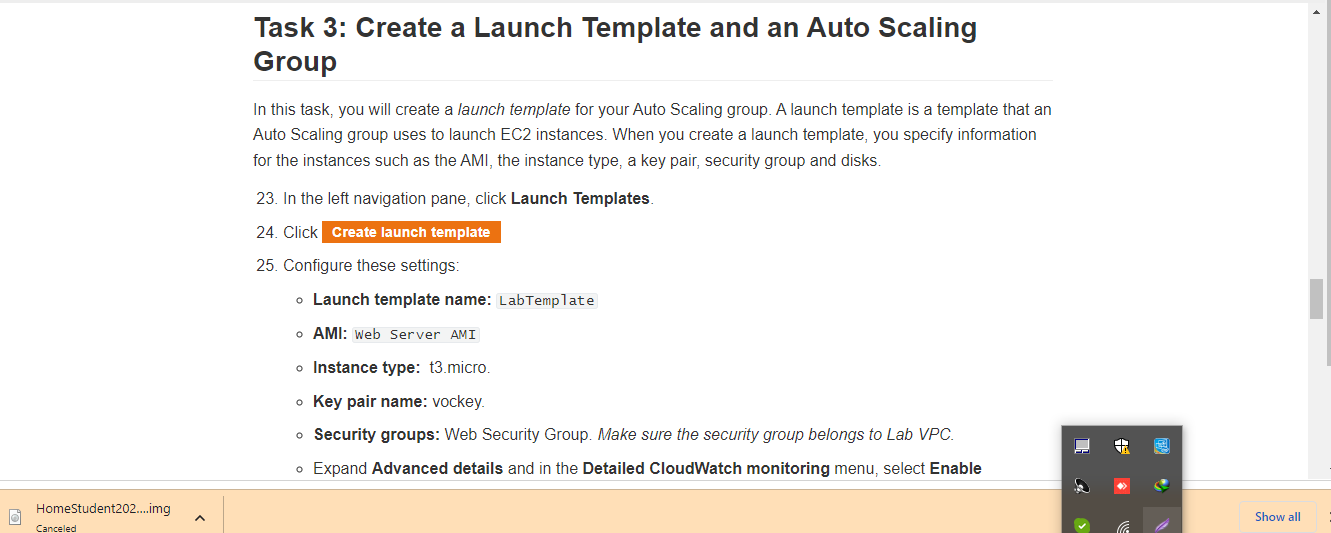 Task 3: Create a Launch Template and an Auto Scaling
Group
In this task, you will create a launch template for your Auto Scaling group. A launch template is a template that an
Auto Scaling group uses to launch EC2 instances. When you create a launch template, you specify information
for the instances such as the AMI, the instance type, a key pair, security group and disks.
23. In the left navigation pane, click Launch Templates.
24. Click Create launch template
25. Configure these settings:
Launch template name: LabTemplate
AMI: Web Server AMI
Instance type: t3.micro.
Key pair name: vockey.
Security groups: Web Security Group. Make sure the security group belongs to Lab VPC.
Expand Advanced details and in the Detailed CloudWatch monitoring menu, select Enable
HomeStudent202....img
Canceled
Show all